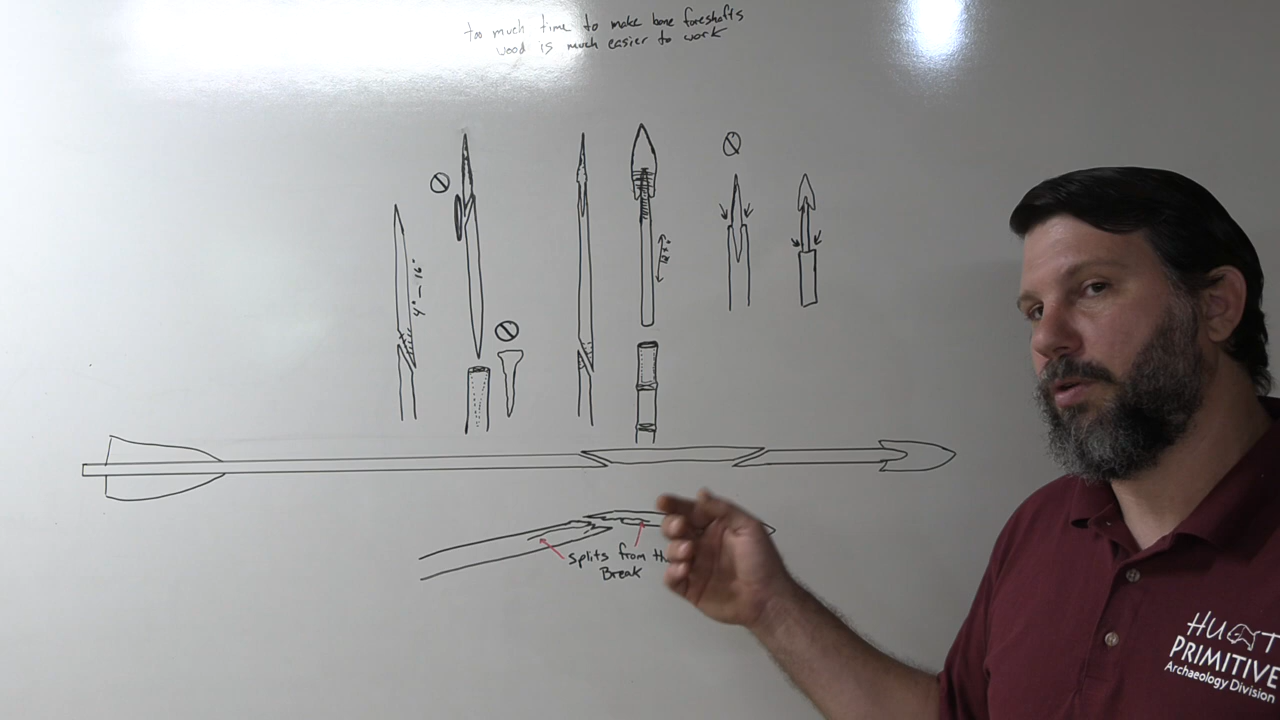 too much time to make bone foreshafts
wood is much easier to work
4" – 16"
splits from
Break
HU T
PRIMITIVE
Archaeology Division